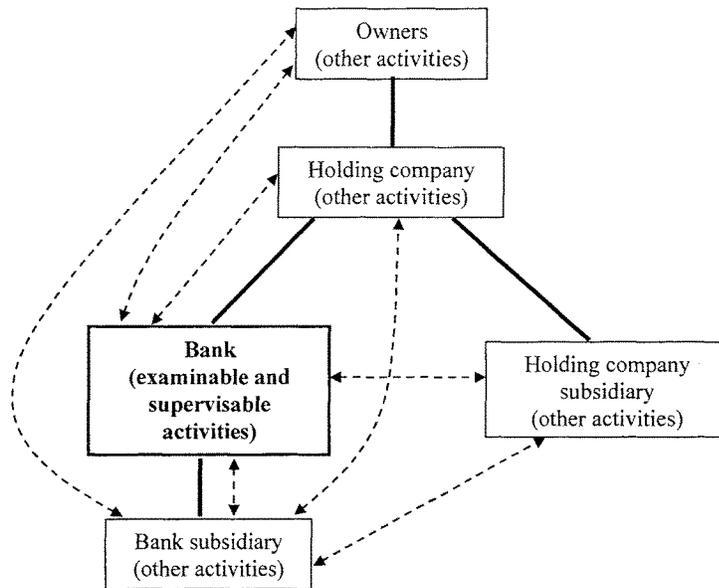 Owners
(other activities)
Holding company
(other activities)
Bank
(examinable and
supervisable
activities)
Holding company
subsidiary
(other activities)
Bank subsidiary
(other activities)